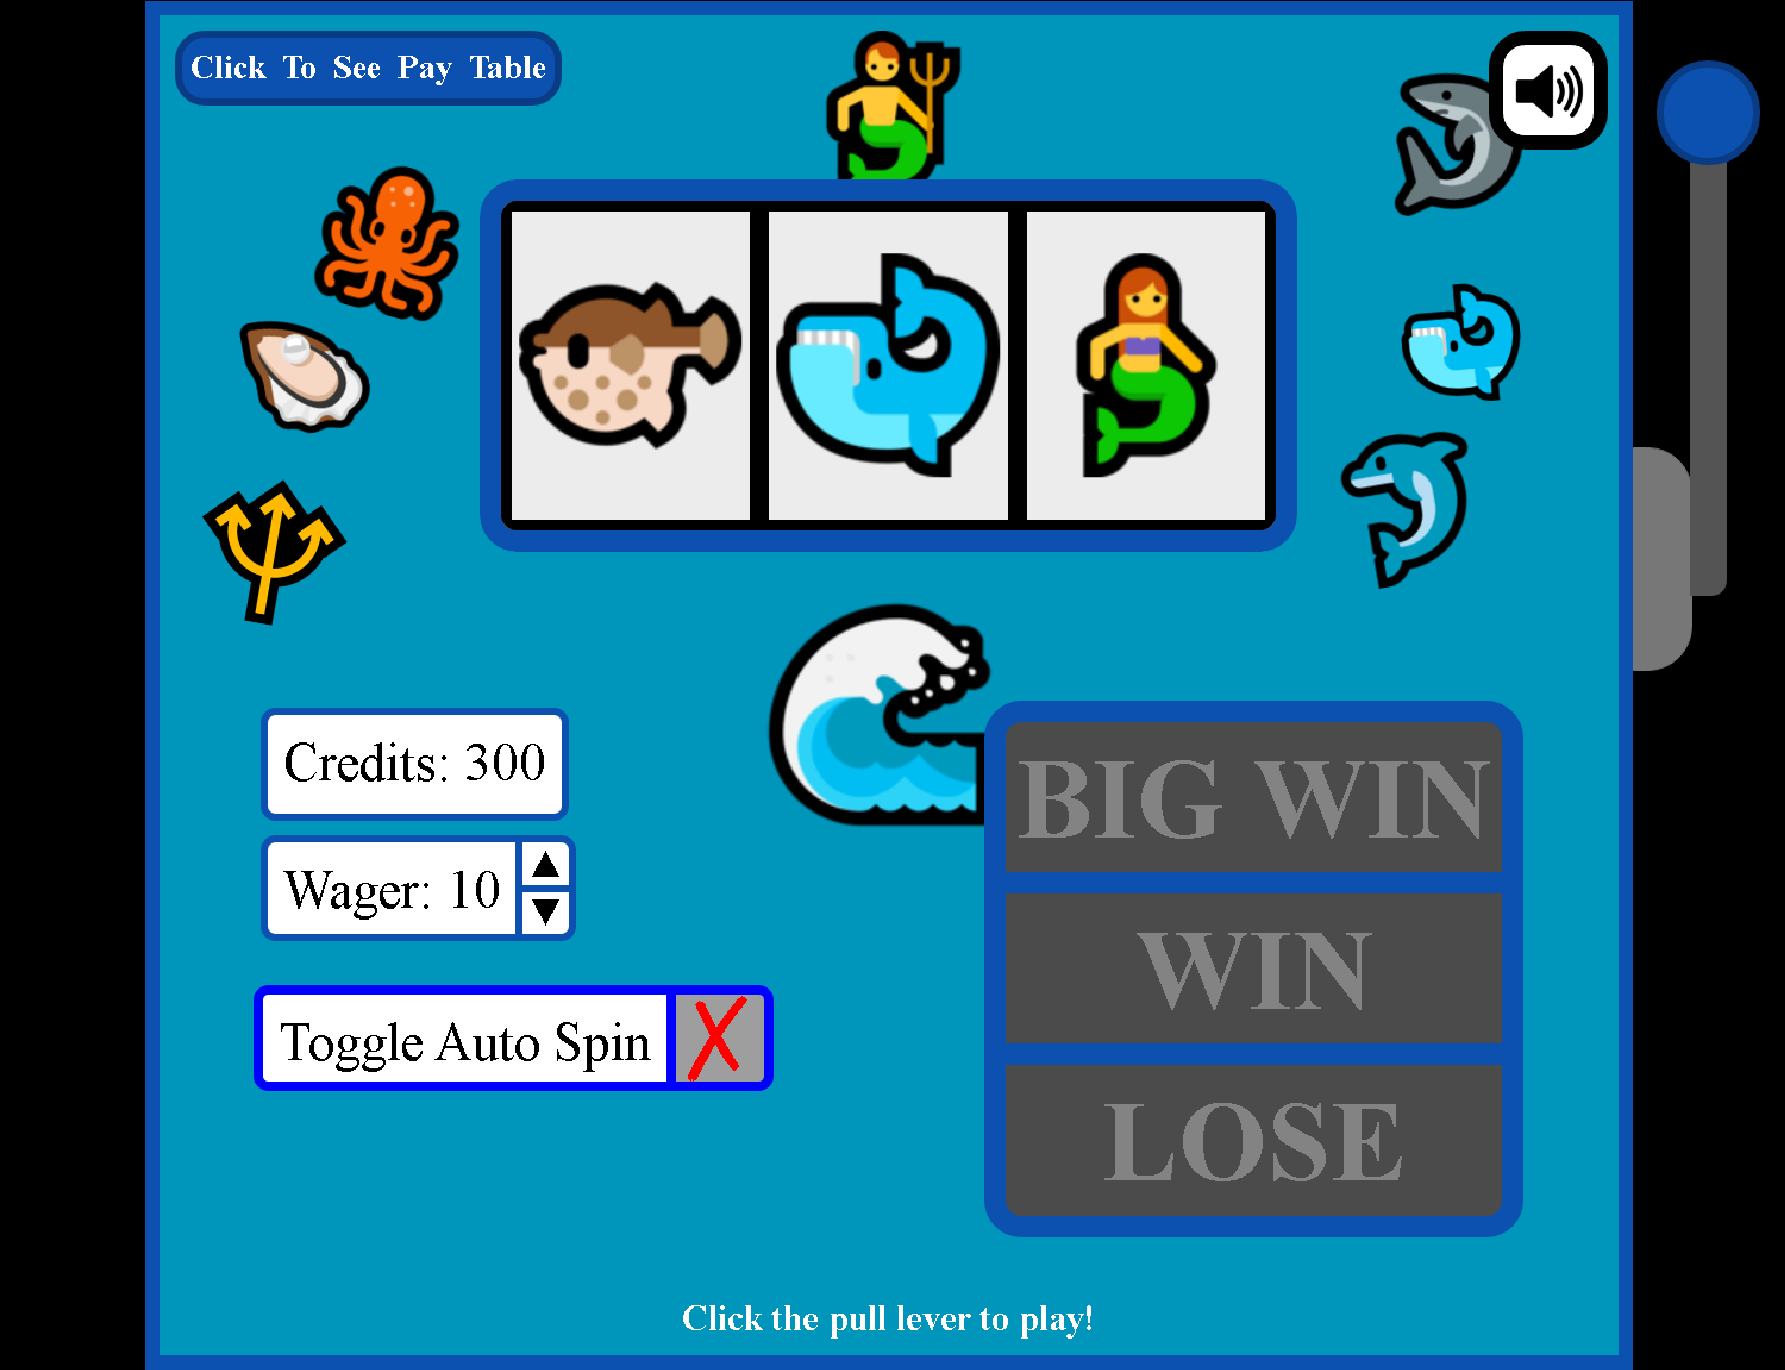 Click To See Pay Table
Credits: 300
Wager: 10
Toggle Auto Spin
BIG WIN
WIN
LOSE
Click the pull lever to play!